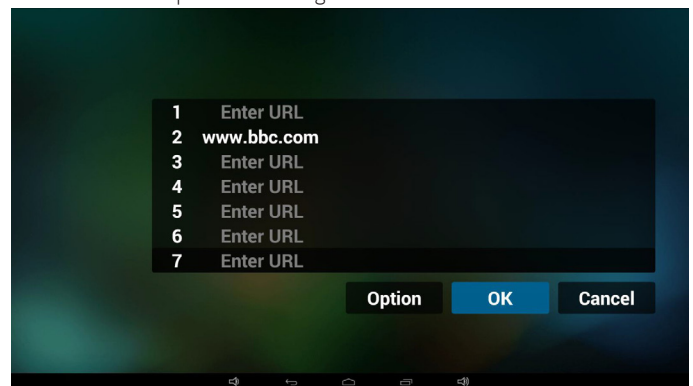 1 Enter URL
2 www.bbc.com
3 Enter URL
4 Enter URL
5 Enter URL
6 Enter URL
7 Enter URL
Option OK Cancel